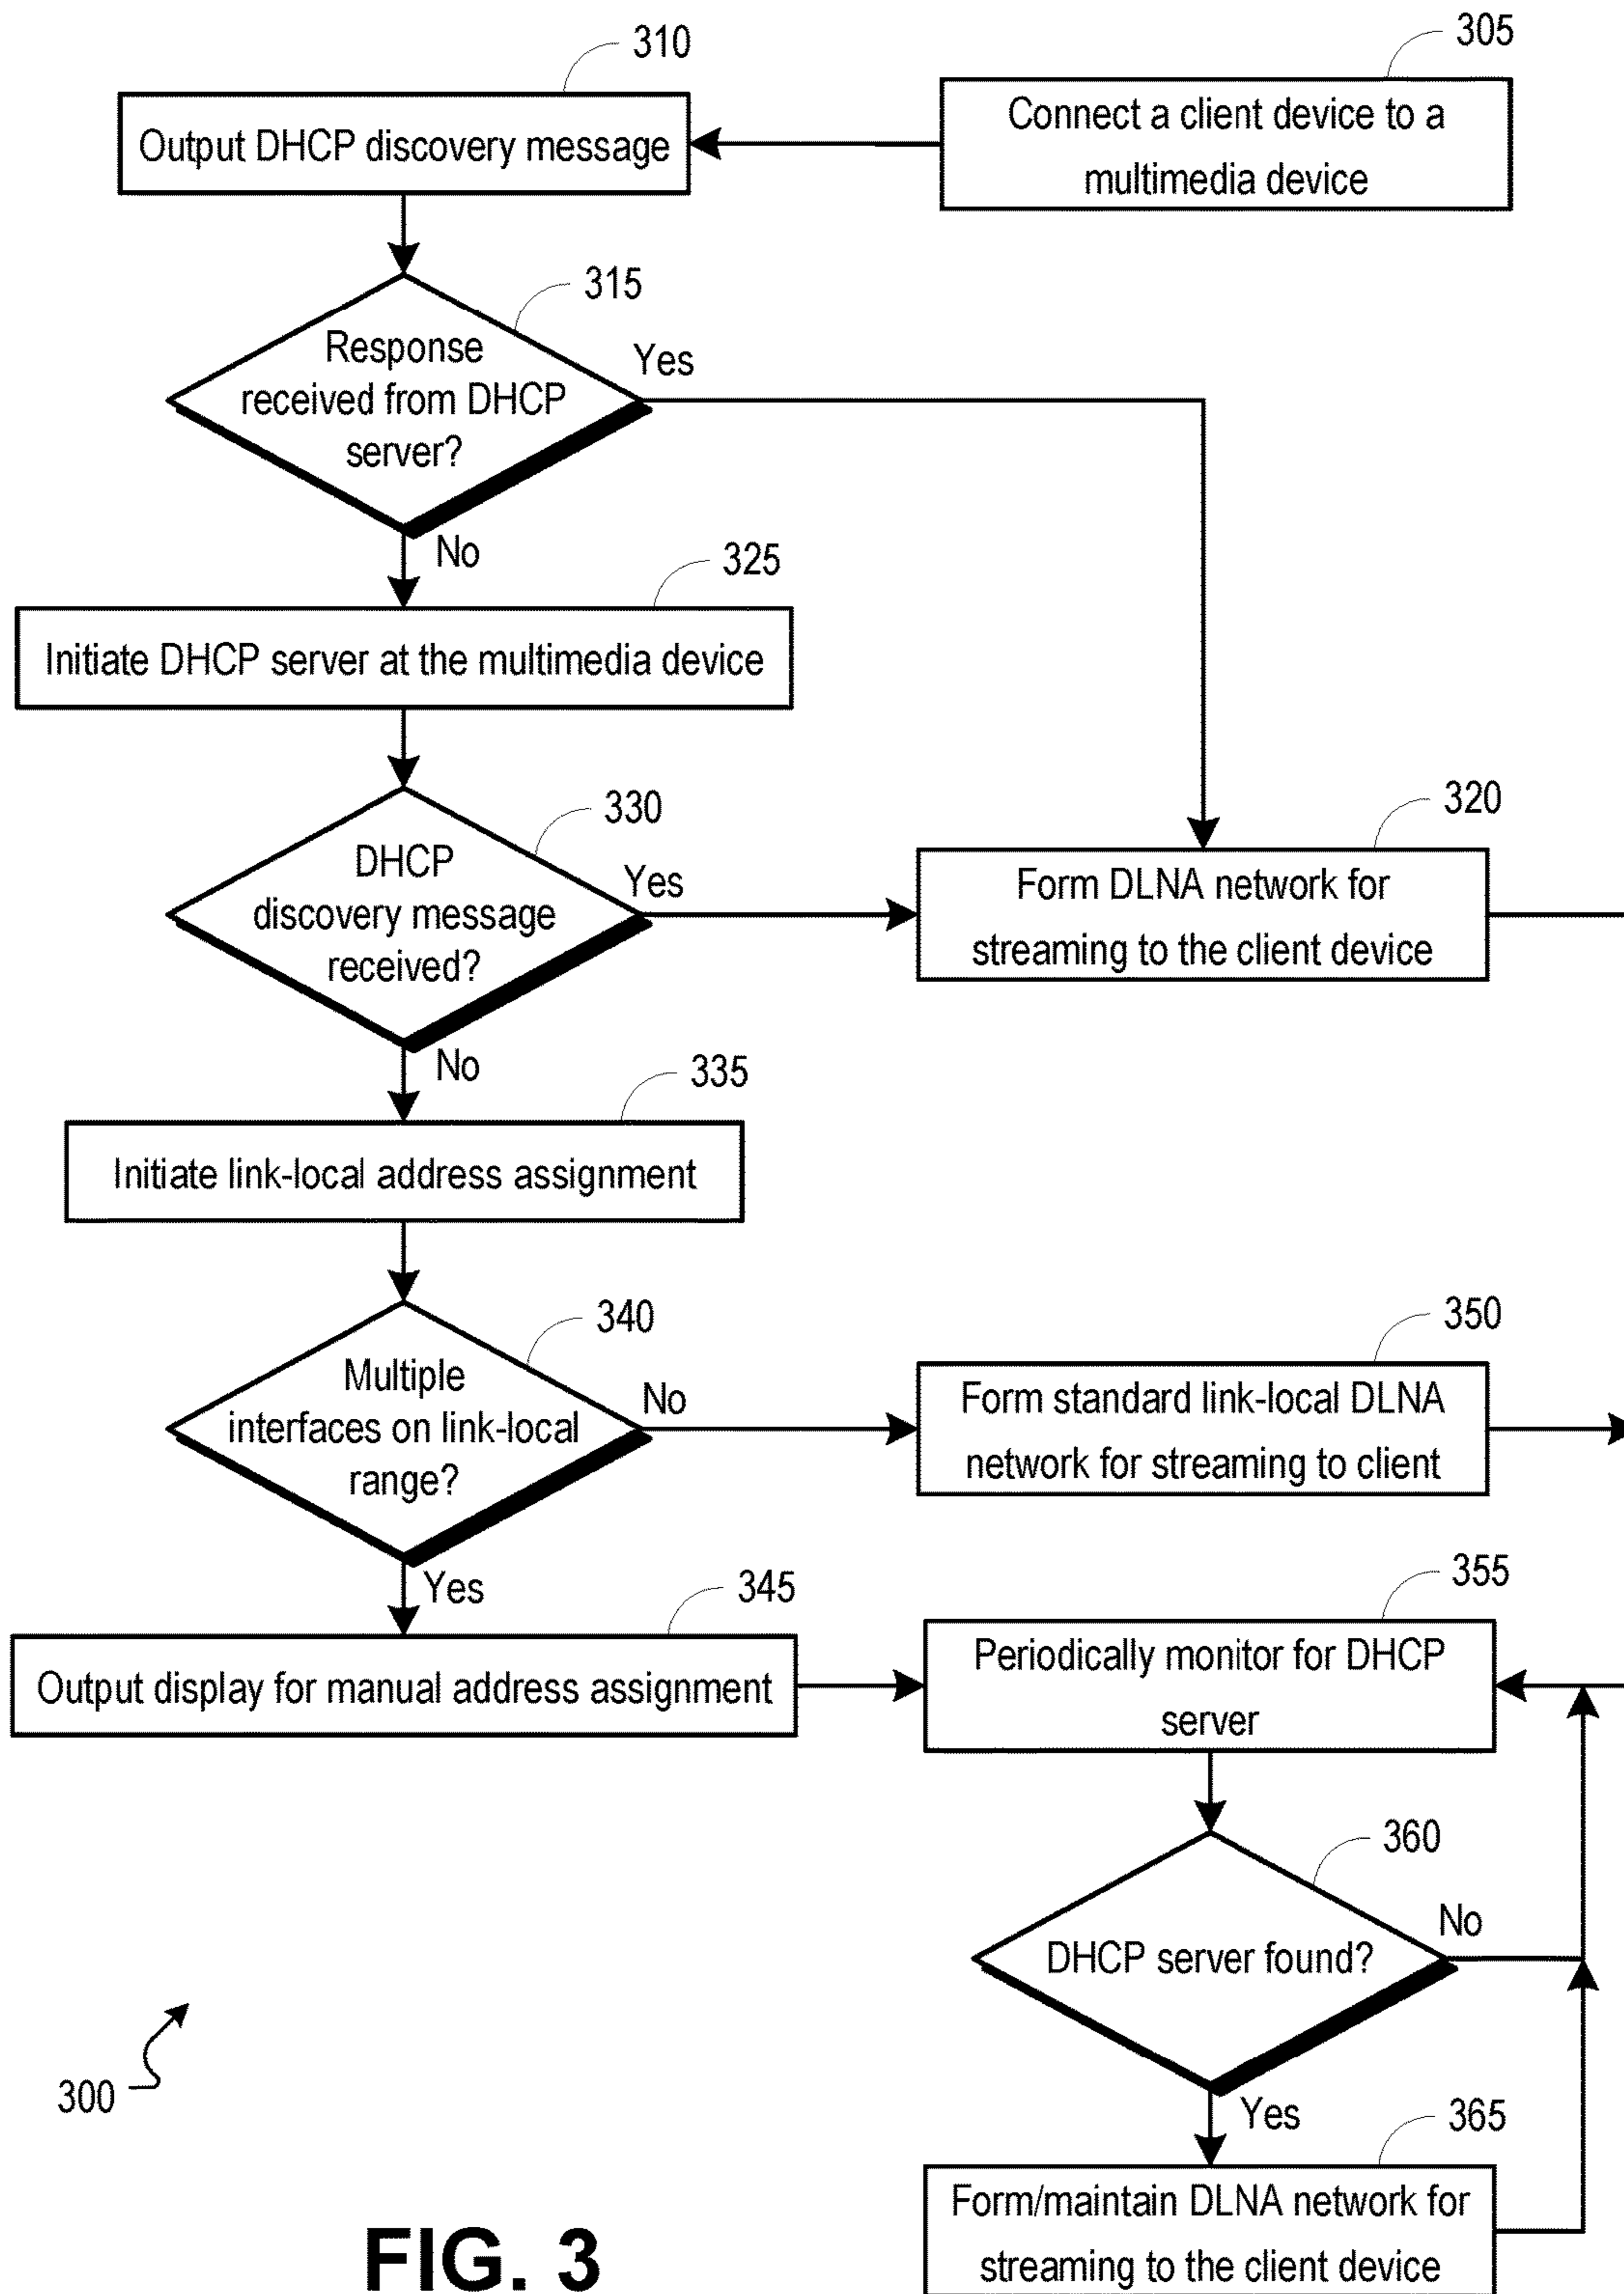 305
Connect a client device to a
multimedia device
310
Output DHCP discovery message
315
Response
received from DHCP
server?
Yes
No
325
Initiate DHCP server at the multimedia device
330
DHCP
discovery message
received?
Yes
No
320
Form DLNA network for
streaming to the client device
335
Initiate link-local address assignment
340
Multiple
interfaces on link-local
range?
No
Yes
350
Form standard link-local DLNA
network for streaming to client
345
Output display for manual address assignment
355
Periodically monitor for DHCP
server
360
DHCP server found?
No
Yes
365
Form/maintain DLNA network for
streaming to the client device
300
FIG. 3